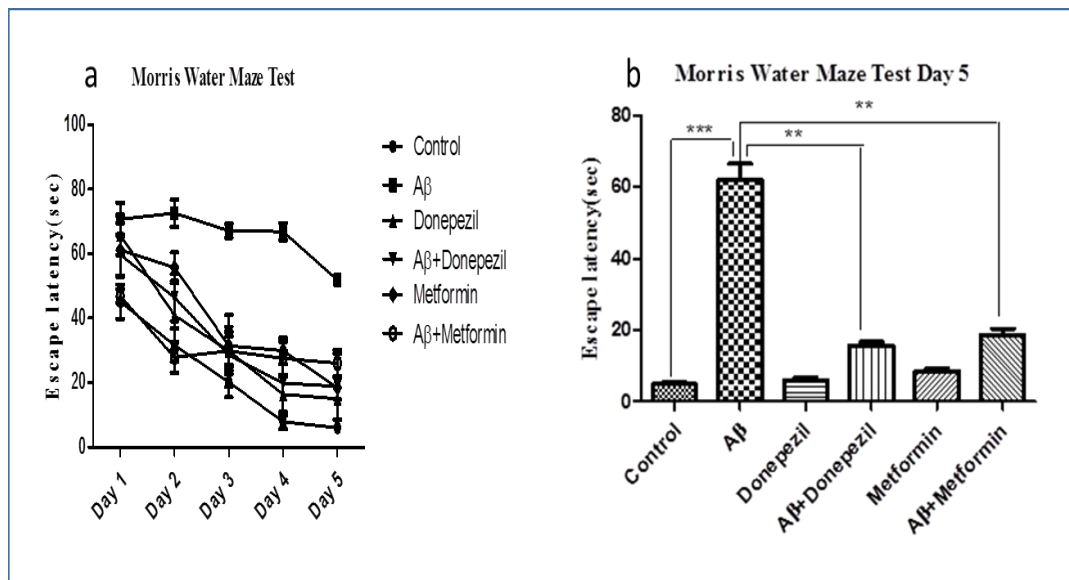 a Morris Water Maze Test
Escape latency(sec)
100
80
60
40
20
0
Day 1
Day 2
Day 3
Day 4
Day 5
Control
Aβ
Donepezil
Aβ+Donepezil
Metformin
Aβ+Metformin
b Morris Water Maze Test Day 5
Escape latency(sec)
80
60
40
20
0
***
**
**
Control
Aβ
Donepezil
Aβ+Donepezil
Metformin
Aβ+Metformin